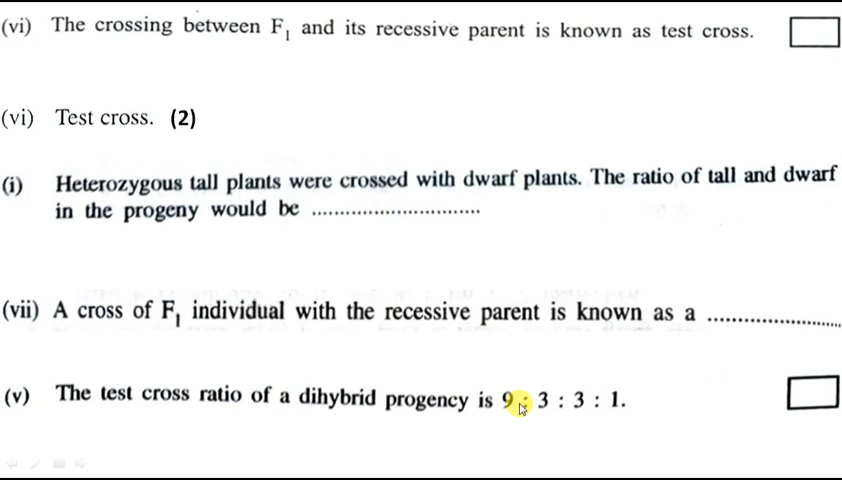 (vi) The crossing between F₁ and its recessive parent is known as test cross.
(vi) Test cross. (2)
(i) Heterozygous tall plants were crossed with dwarf plants. The ratio of tall and dwarf
in the progeny would be ................................
(vii) A cross of F₁ individual with the recessive parent is known as a .........................
(v) The test cross ratio of a dihybrid progency is 9 : 3 : 3 : 1.